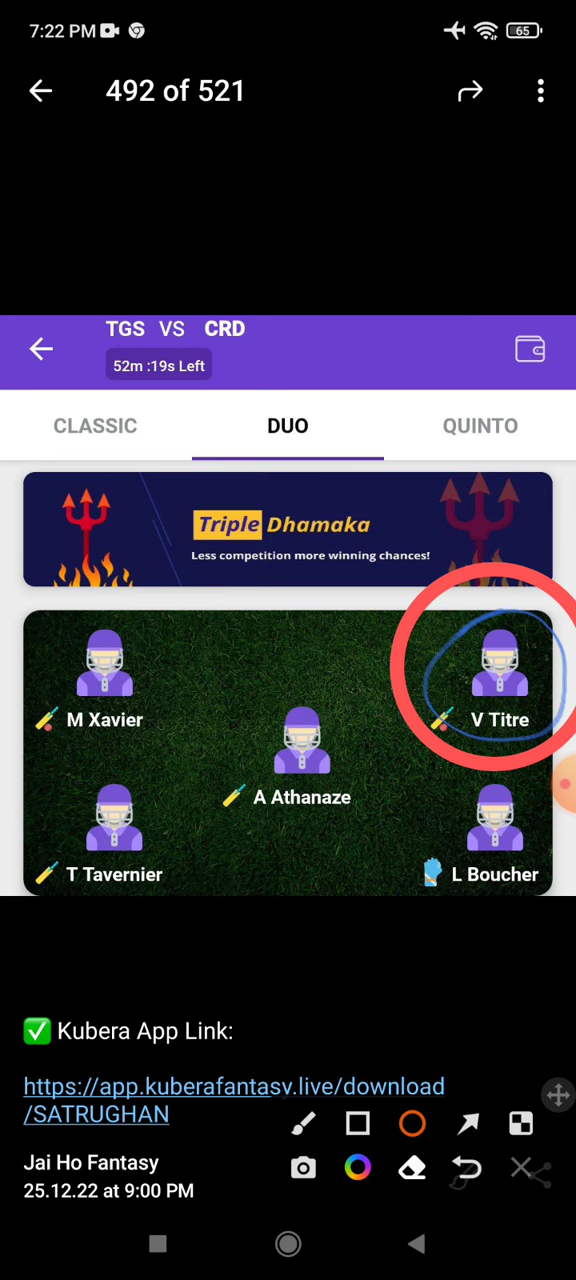 7:22 PM
65
492 of 521
TGS VS CRD
52m :19s Left
CLASSIC DUO QUINTO
Triple Dhamaka
Less competition more winning chances!
M Xavier
V Titre
A Athanaze
T Tavernier
L Boucher
✅ Kubera App Link:
https://app.kuberafantasy.live/download
/SATRUGHAN
Jai Ho Fantasy
25.12.22 at 9:00 PM